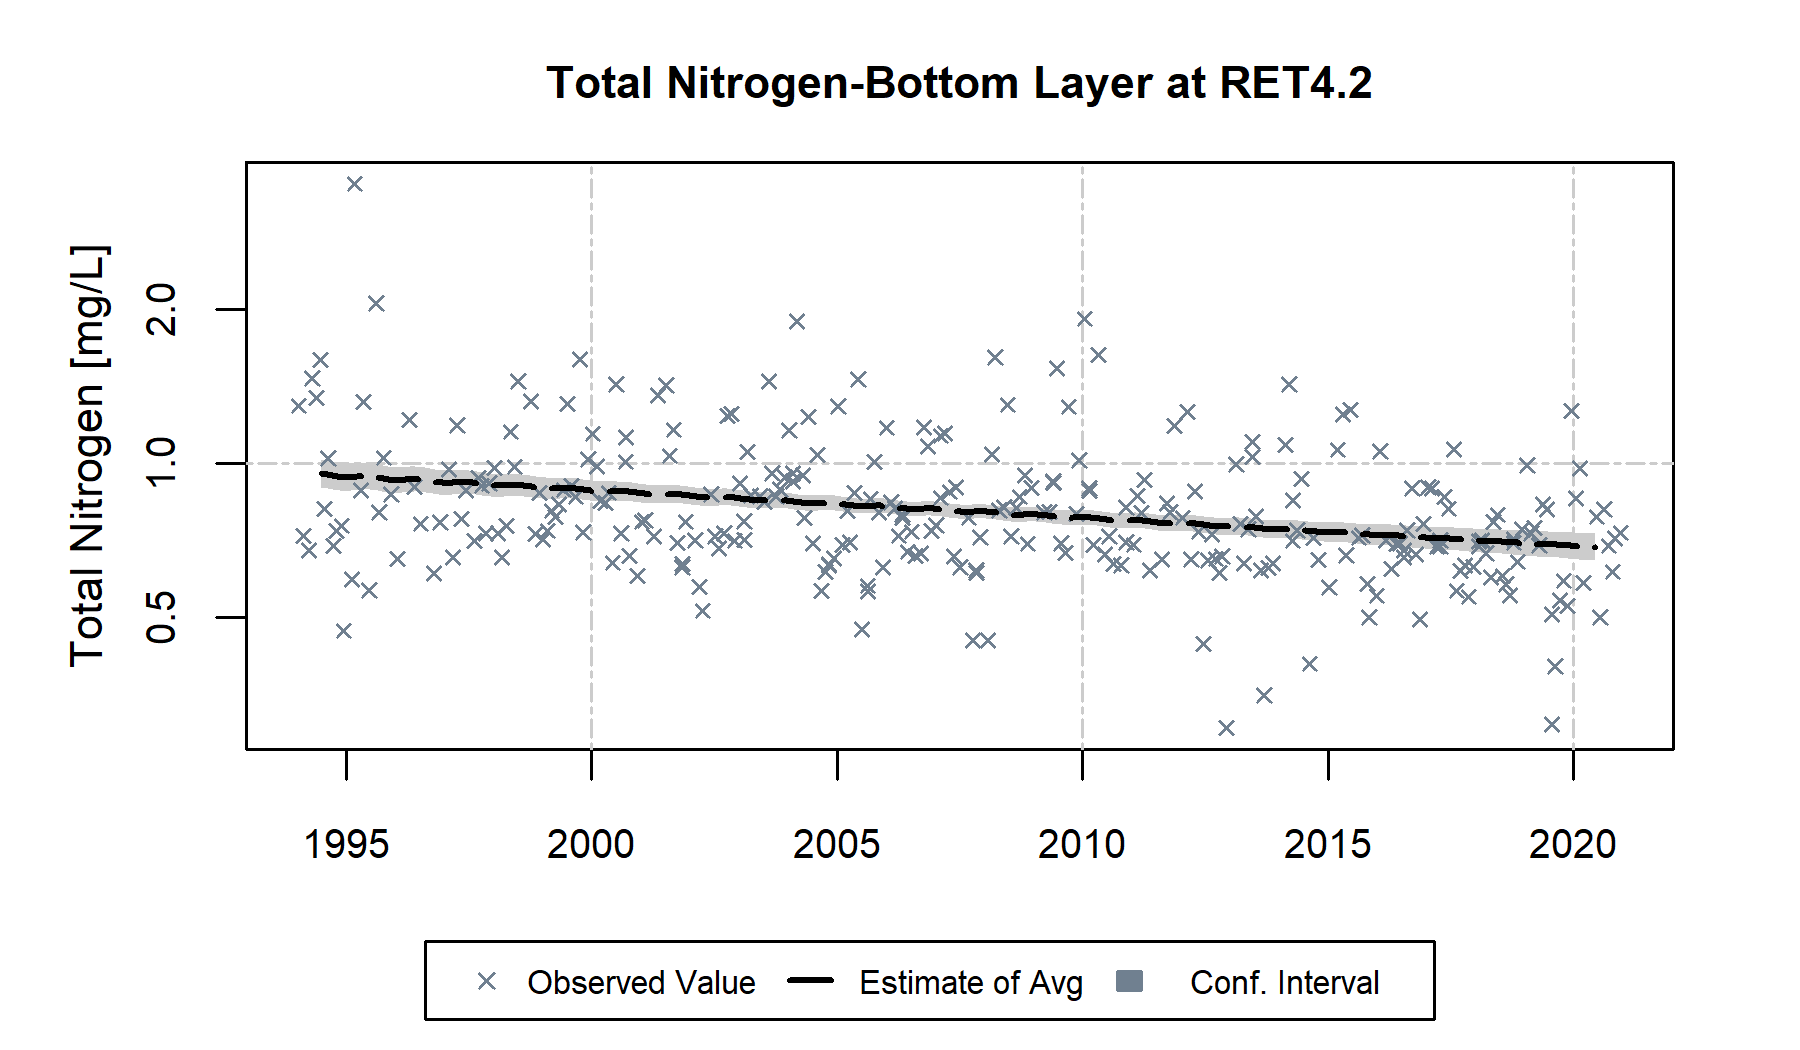 Total Nitrogen-Bottom Layer at RET4.2
Total Nitrogen [mg/L]
2.0
1.0
0.5
1995 2000 2005 2010 2015 2020
Observed Value Estimate of Avg Conf. Interval